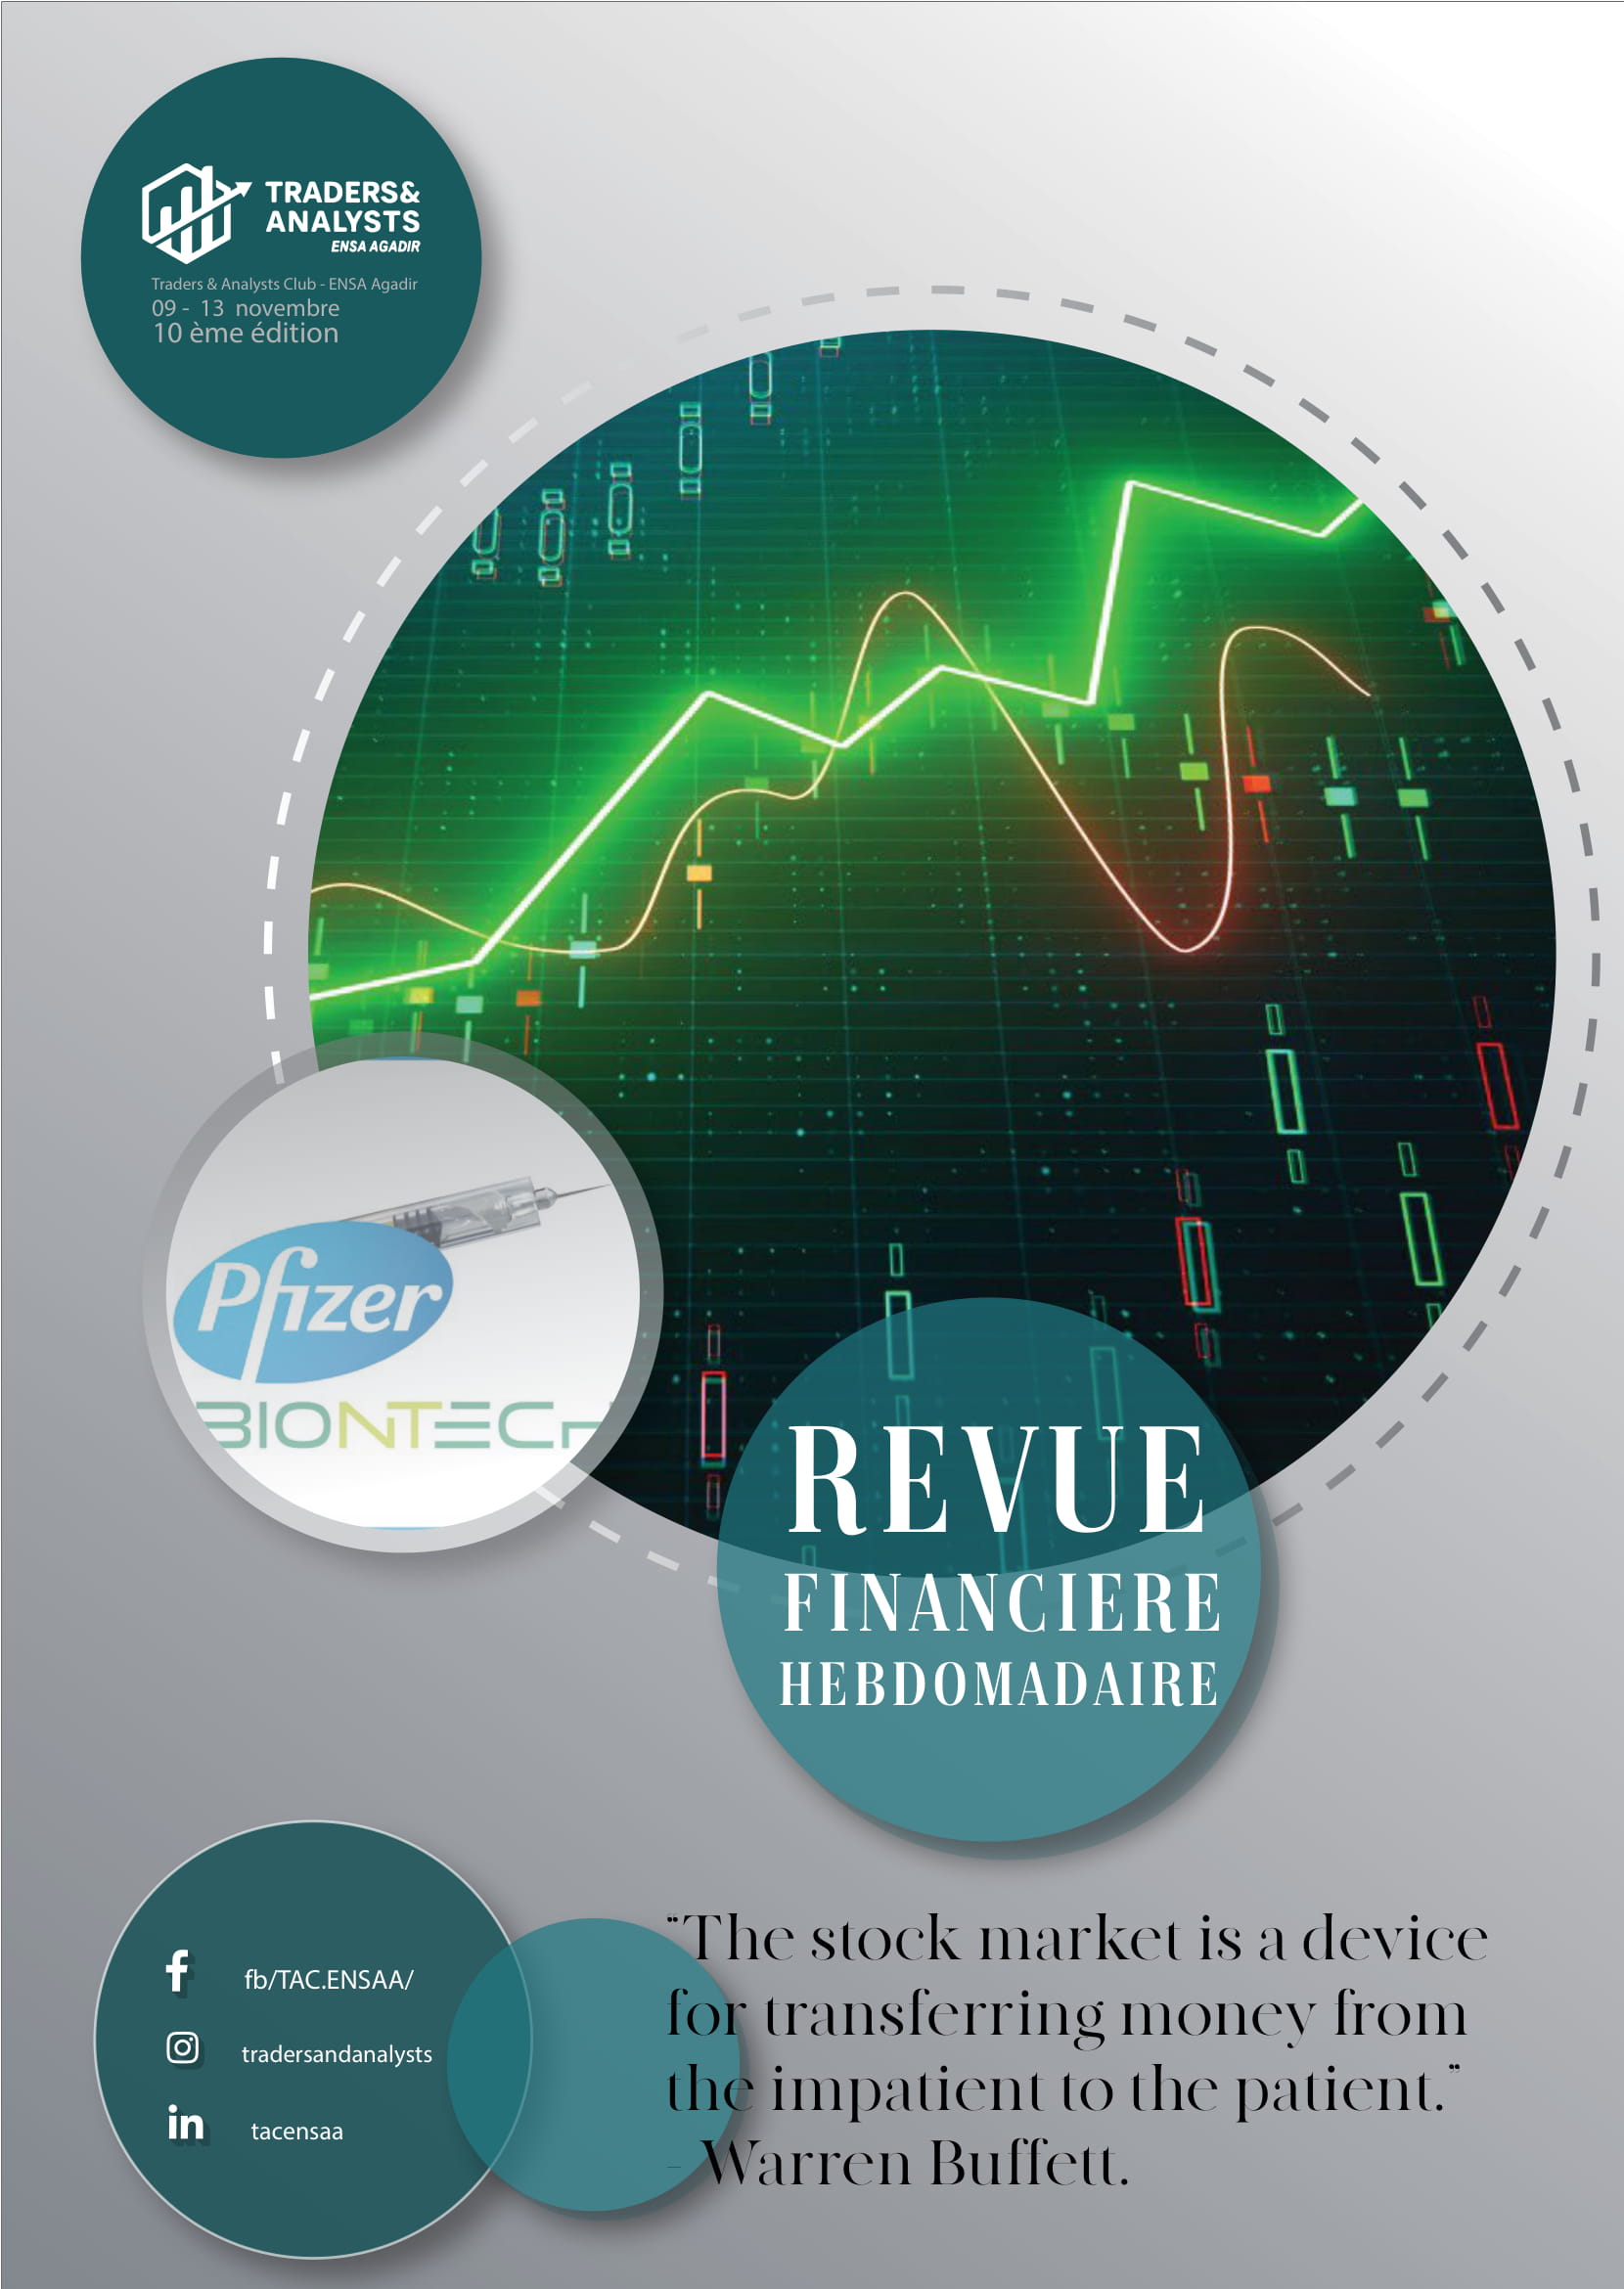 TRADERS&
ANALYSTS
ENSA AGADIR
Traders & Analysts Club - ENSA Agadir
09 - 13 novembre
10 ème édition
Pfizer
BIONTECH
REVUE
FINANCIERE
HEBDOMADAIRE
fb/TAC.ENSAA/
tradersandanalysts
tacensaa
"The stock market is a device
for transferring money from
the impatient to the patient."
- Warren Buffett.